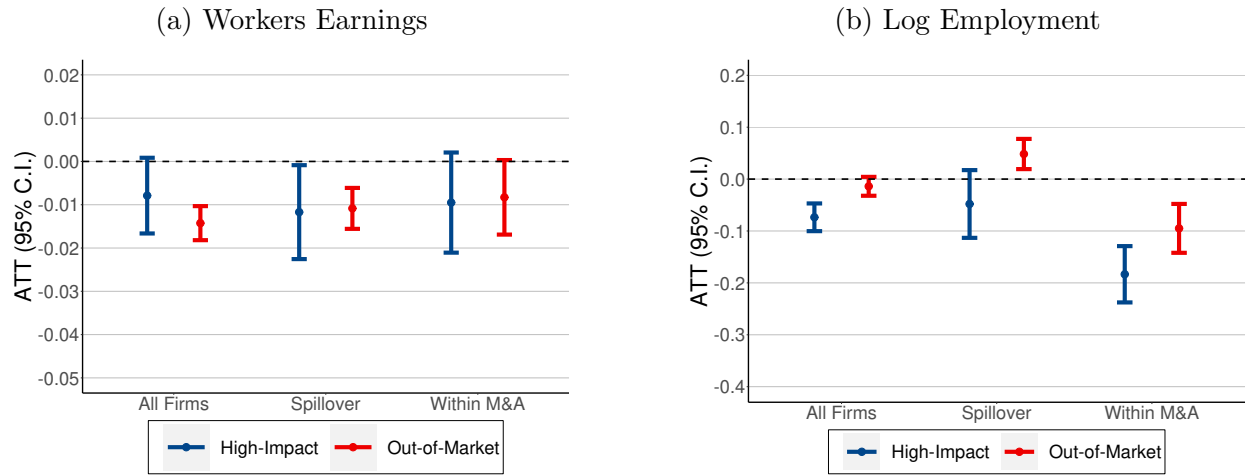 (a) Workers Earnings
ATT (95% C.I.)
0.02
0.01
0.00
-0.01
-0.02
-0.03
-0.04
-0.05
All Firms Spillover Within M&A
High-Impact Out-of-Market
(b) Log Employment
ATT (95% C.I.)
0.2
0.1
0.0
-0.1
-0.2
-0.3
-0.4
All Firms Spillover Within M&A
High-Impact Out-of-Market